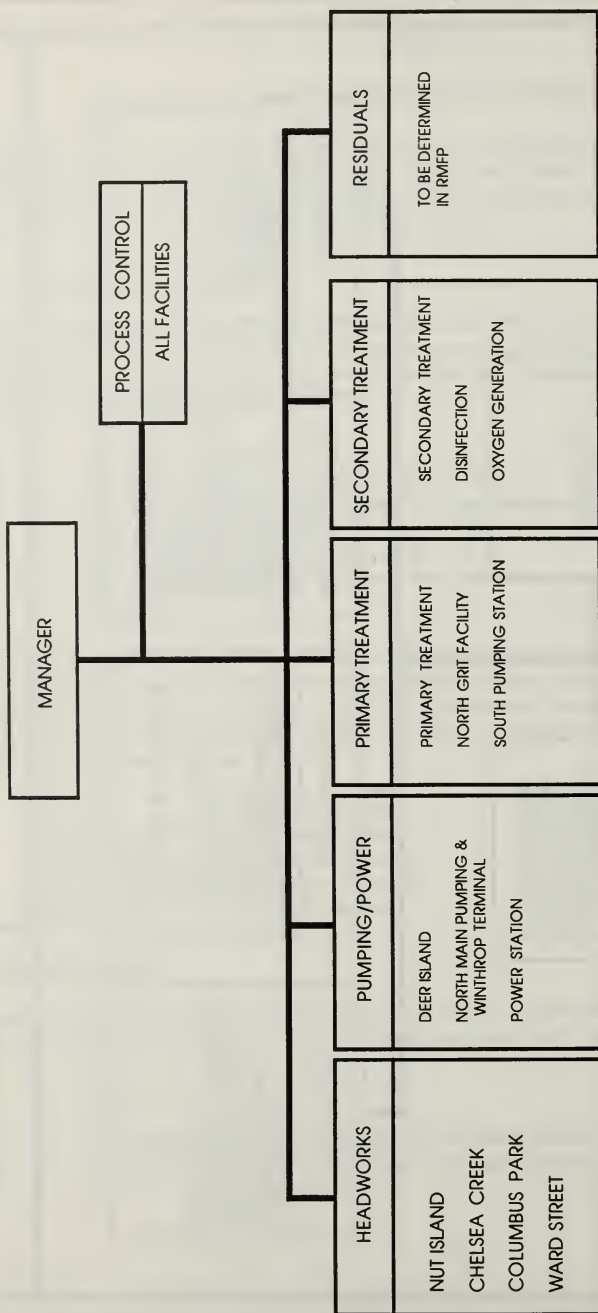 MANAGER
PROCESS CONTROL
ALL FACILITIES
HEADWORKS
NUT ISLAND
CHELSEA CREEK
COLUMBUS PARK
WARD STREET
PUMPING/POWER
DEER ISLAND
NORTH MAIN PUMPING &
WINTHROP TERMINAL
POWER STATION
PRIMARY TREATMENT
PRIMARY TREATMENT
NORTH GRIT FACILITY
SOUTH PUMPING STATION
SECONDARY TREATMENT
SECONDARY TREATMENT
DISINFECTION
OXYGEN GENERATION
RESIDUALS
TO BE DETERMINED
IN RMFP